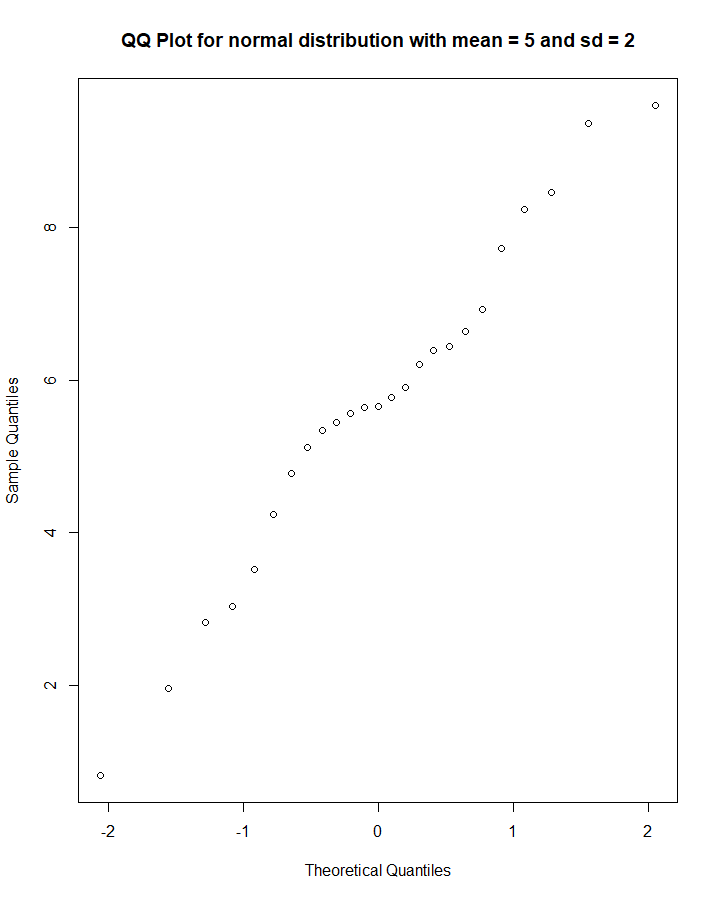 QQ Plot for normal distribution with mean = 5 and sd = 2
8
6
4
2
Sample Quantiles
-2 -1 0 1 2
Theoretical Quantiles